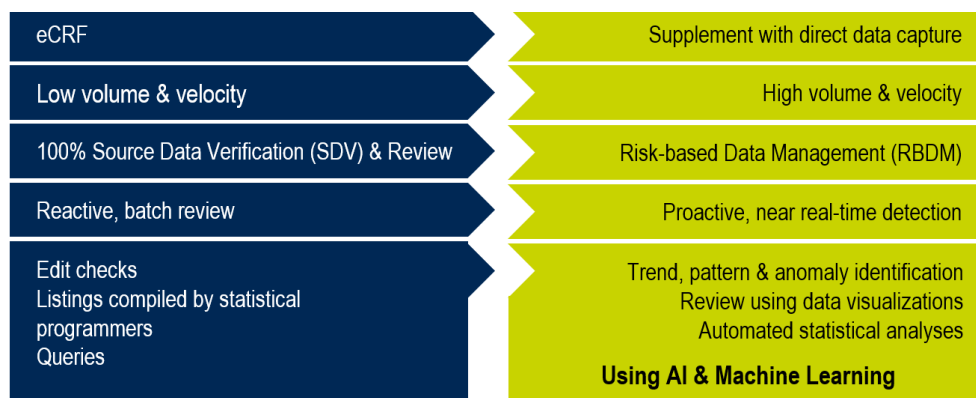 eCRF
Supplement with direct data capture
Low volume & velocity
High volume & velocity
100% Source Data Verification (SDV) & Review
Risk-based Data Management (RBDM)
Reactive, batch review
Proactive, near real-time detection
Edit checks
Listings compiled by statistical
programmers
Queries
Trend, pattern & anomaly identification
Review using data visualizations
Automated statistical analyses
Using AI & Machine Learning